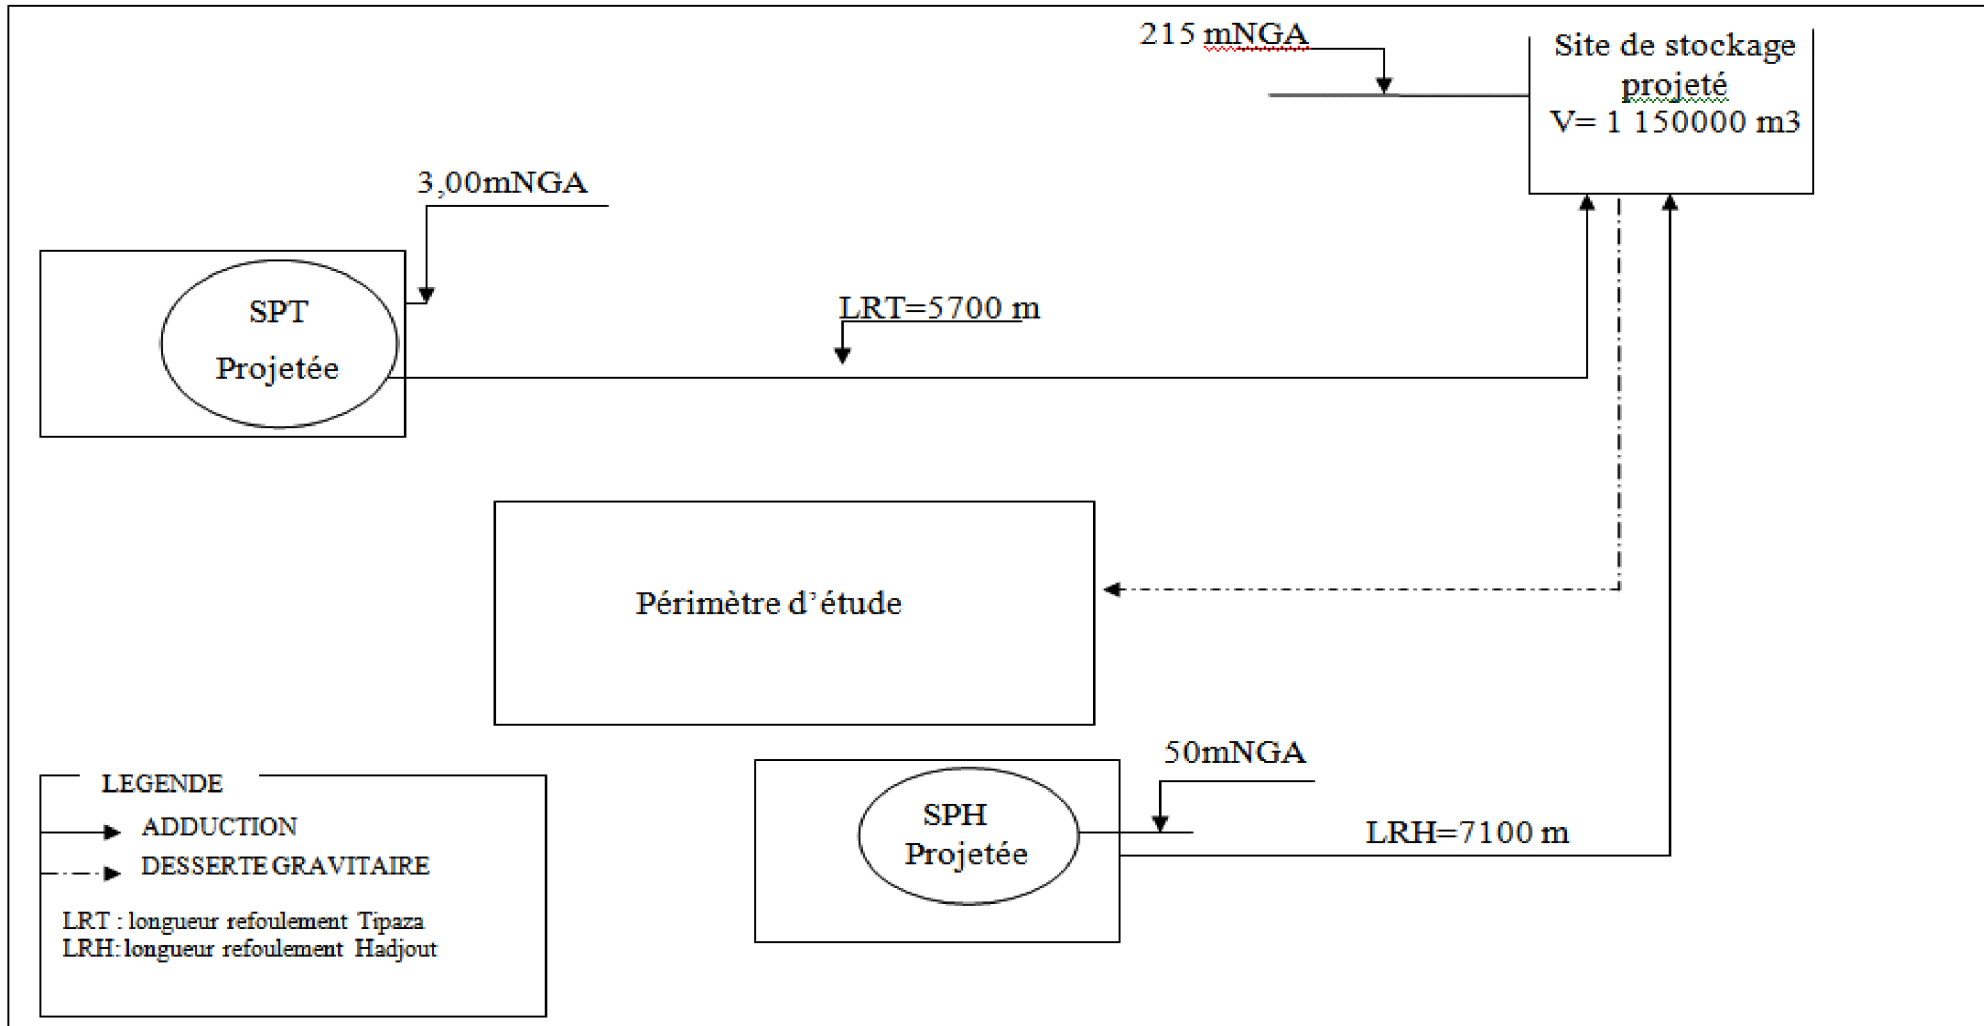 215 mNGA
Site de stockage
projeté
V= 1 150000 m3
3,00mNGA
SPT
Projetée
LRT=5700 m
Périmètre d’étude
50mNGA
SPH
Projetée
LRH=7100 m
LEGENDE
ADDUCTION
DESSERTE GRAVITAIRE
LRT : longueur refoulement Tipaza
LRH: longueur refoulement Hadjout